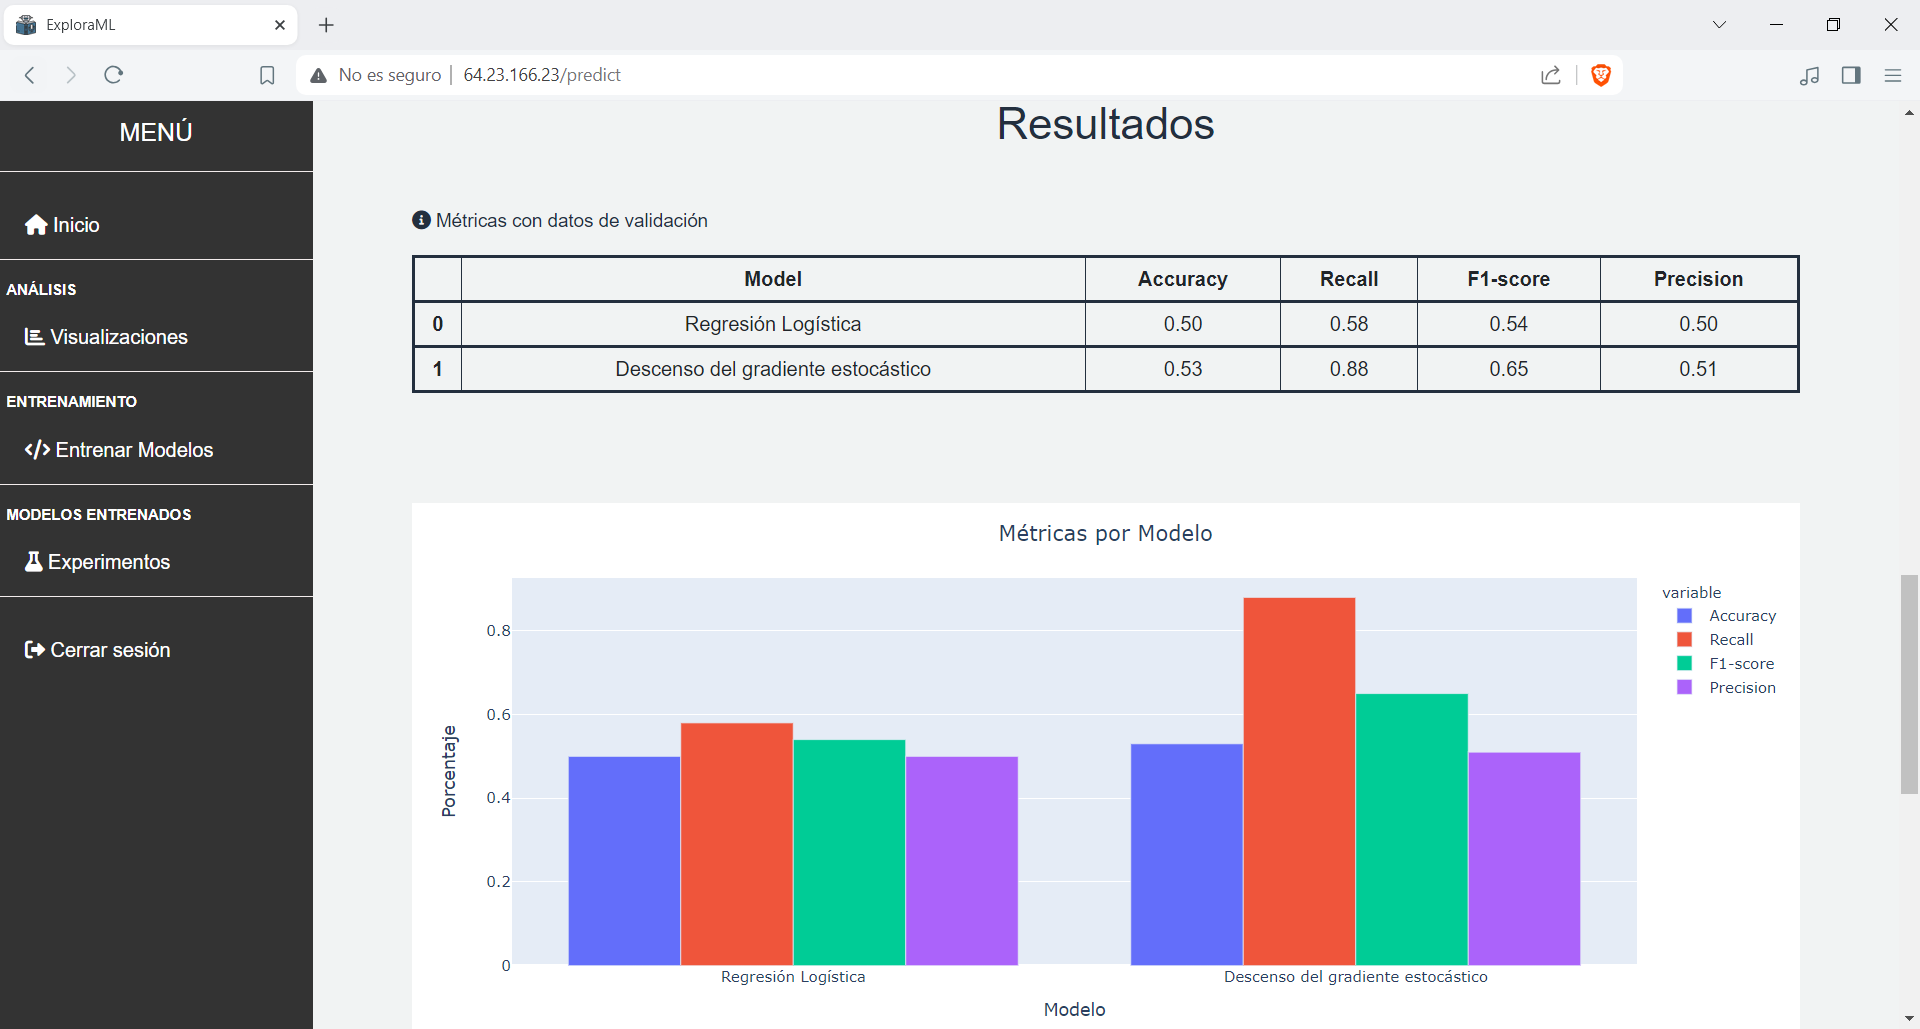 ExploraML
No es seguro 64.23.166.23/predict
MENÚ
Inicio
ANÁLISIS
Visualizaciones
ENTRENAMIENTO
Entrenar Modelos
MODELOS ENTRENADOS
Experimentos
Cerrar sesión
Resultados
Métricas con datos de validación
Model Accuracy Recall F1-score Precision
0 Regresión Logística 0.50 0.58 0.54 0.50
1 Descenso del gradiente estocástico 0.53 0.88 0.65 0.51
Métricas por Modelo
Porcentaje
0.8
0.6
0.4
0.2
0
Regresión Logística Descenso del gradiente estocástico
Modelo
variable
Accuracy
Recall
F1-score
Precision